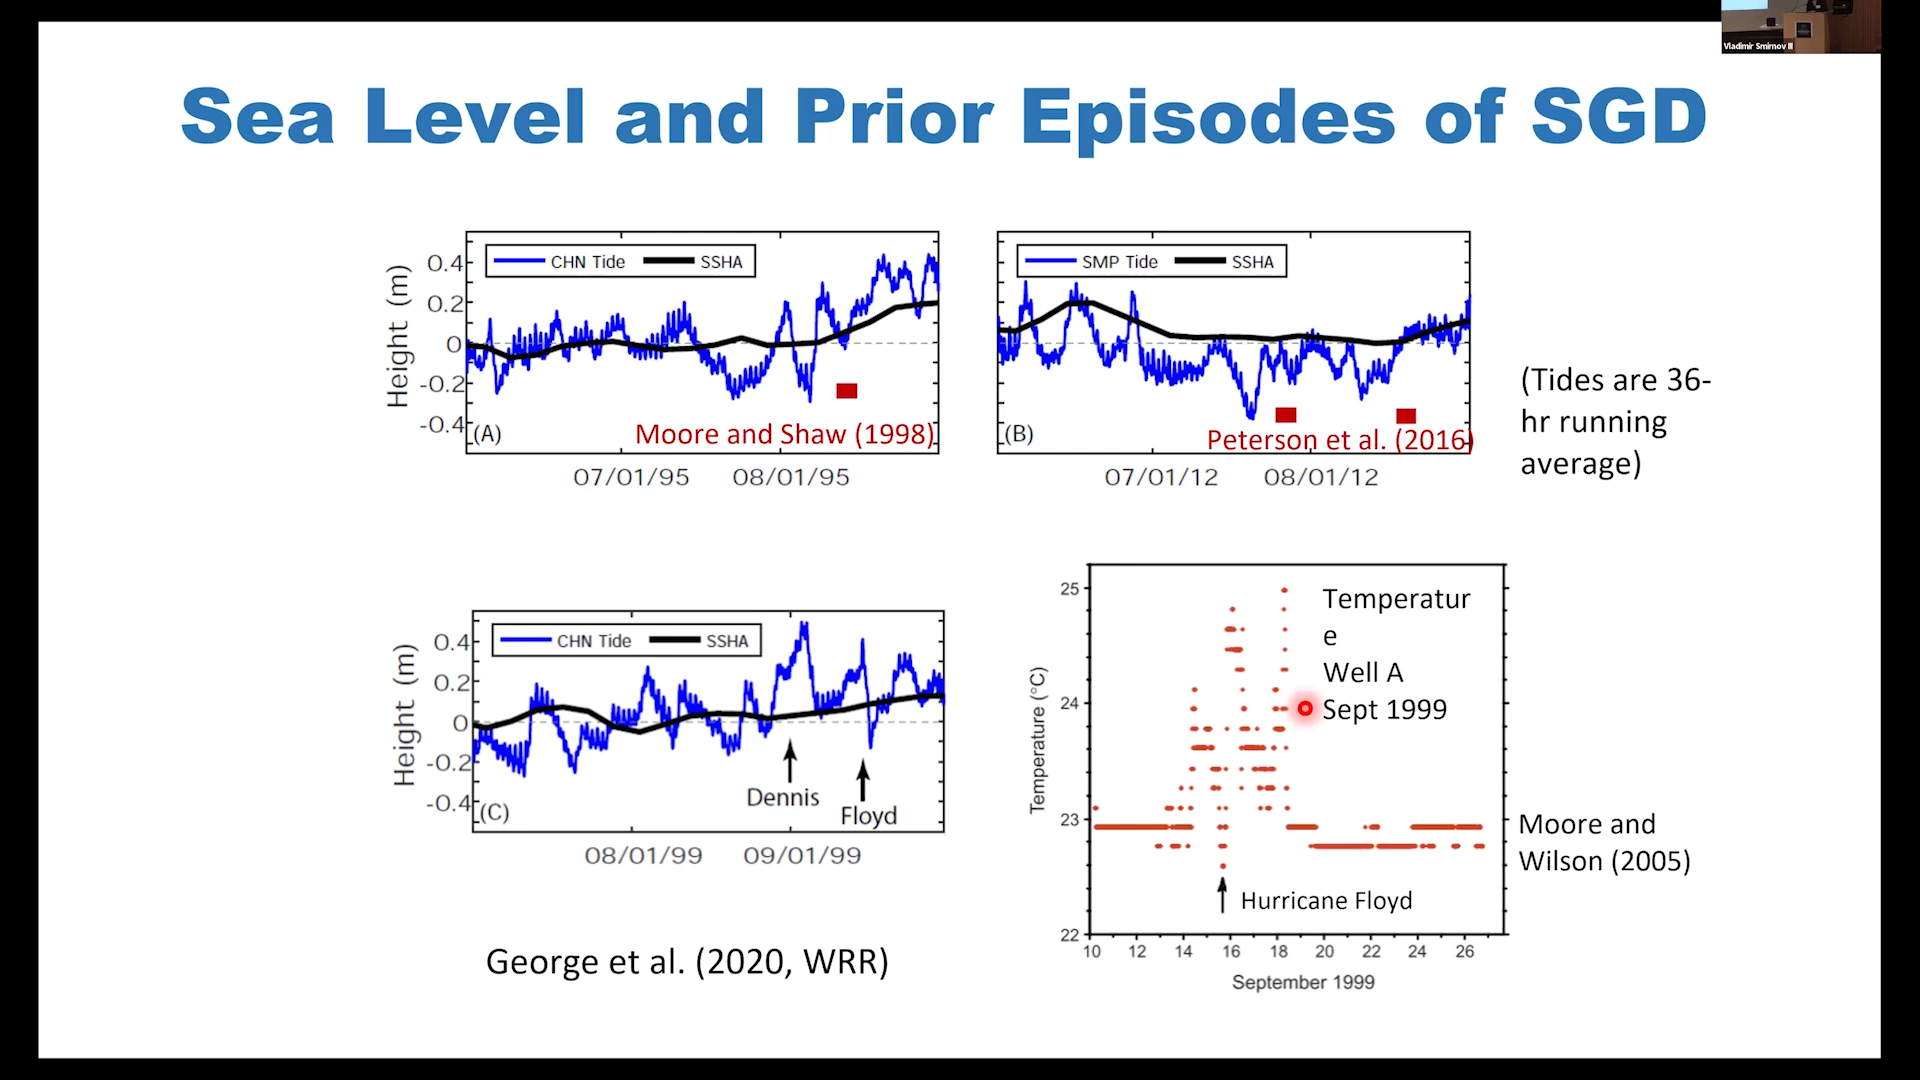 Vladimir Smirnov II
Sea Level and Prior Episodes of SGD
CHN Tide SSHA
Height (m)
0.4
0.2
0
-0.2
-0.4
(A)
Moore and Shaw (1998)
07/01/95 08/01/95
SMP Tide SSHA
(B)
Peterson et al. (2016)
07/01/12 08/01/12
(Tides are 36-
hr running
average)
CHN Tide SSHA
Height (m)
0.4
0.2
0
-0.2
-0.4
(C)
Dennis
Floyd
08/01/99 09/01/99
George et al. (2020, WRR)
Temperatur
e
Well A
Sept 1999
Temperature (°C)
25
24
23
22
Hurricane Floyd
10 12 14 16 18 20 22 24 26
September 1999
Moore and
Wilson (2005)